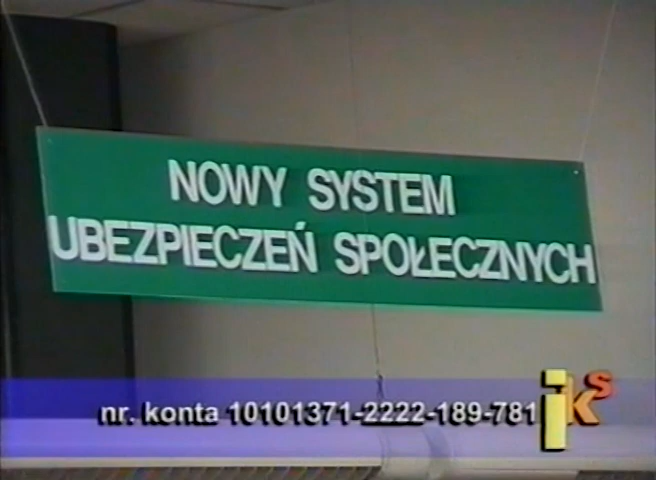 NOWY SYSTEM
UBEZPIECZEŃ SPOŁECZNYCH
nr. konta 10101371-2222-189-781
iks